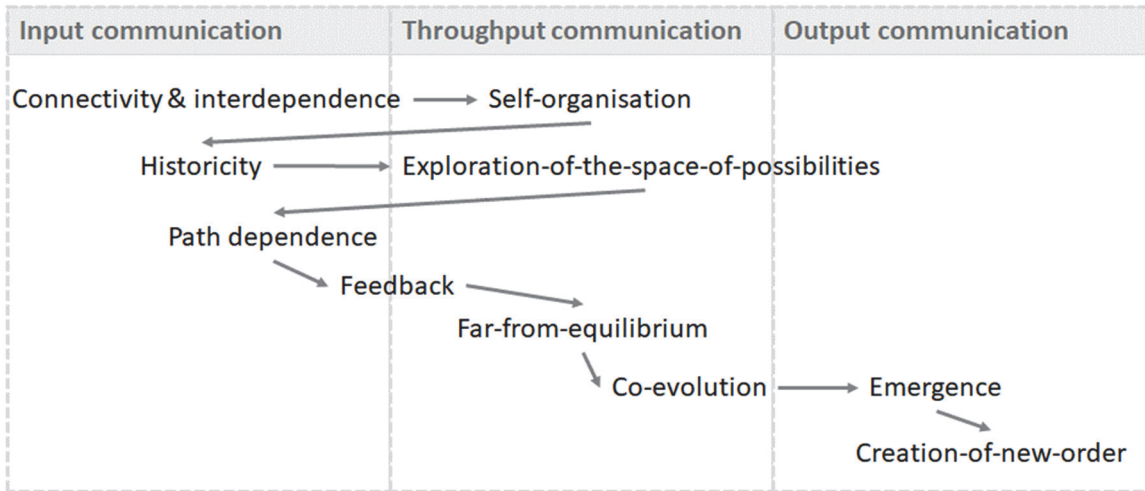 Input communication
Throughput communication
Output communication
Connectivity & interdependence
Self-organisation
Historicity
Exploration-of-the-space-of-possibilities
Path dependence
Feedback
Far-from-equilibrium
Co-evolution
Emergence
Creation-of-new-order